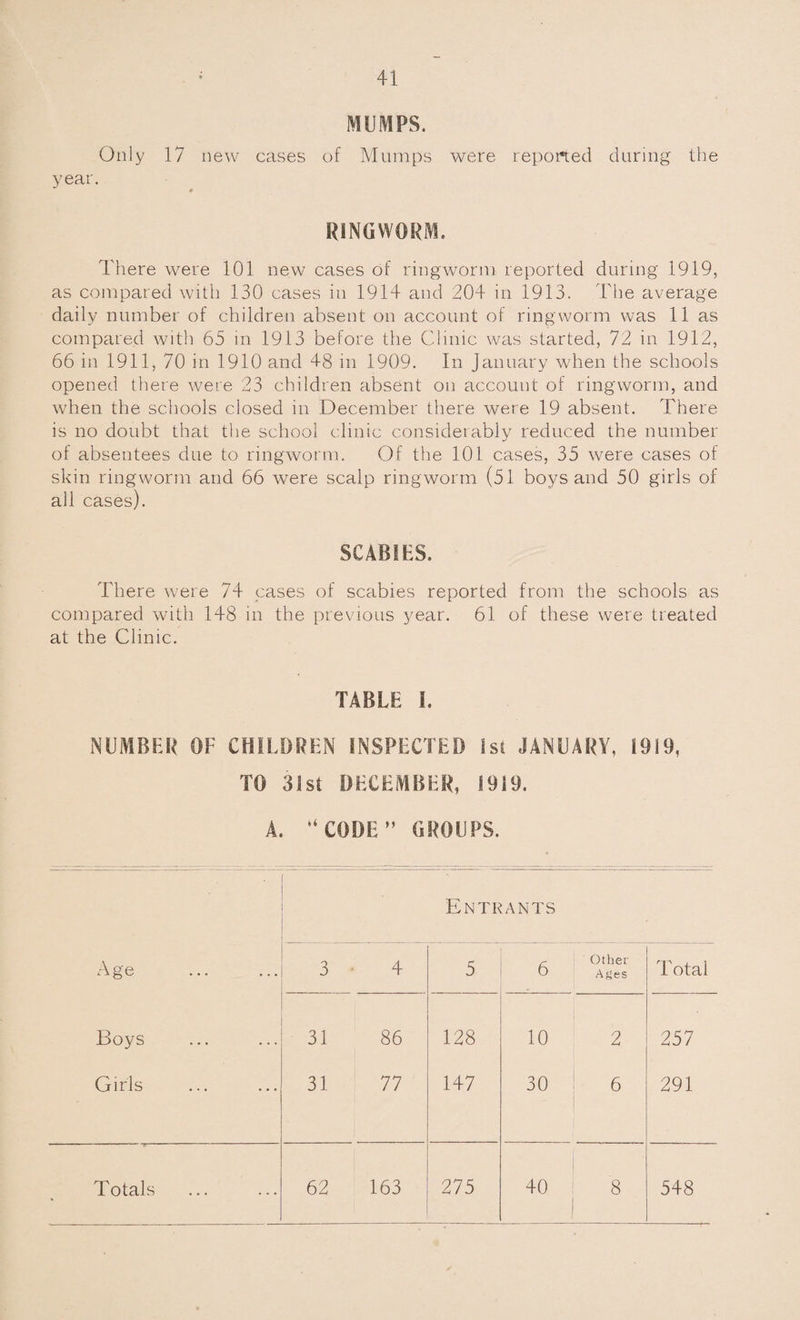 41
MUMPS.
Only 17 new cases of Mumps were reported during the
year.
RINGWORM.
There were 101 new cases of ringworm reported during 1919,
as compared with 130 cases in 1914 and 204 in 1913. The average
daily number of children absent on account of ringworm was 11 as
compared with 65 in 1913 before the Clinic was started, 72 in 1912,
66 in 1911, 70 in 1910 and 48 in 1909. In January when the schools
opened there were 23 children absent on account of ringworm, and
when the schools closed in December there were 19 absent. There
is no doubt that the school clinic considerably reduced the number
of absentees due to ringworm. Of the 101 cases, 35 were cases of
skin ringworm and 66 were scalp ringworm (51 boys and 50 girls of
all cases).
SCABIES.
There were 74 cases of scabies reported from the schools as
compared with 148 in the previous year. 61 of these were treated
at the Clinic.
TABLE I.
NUMBER OF CHILDREN INSPECTED 1st JANUARY, 1919,
TO 31st DECEMBER, 1919.
A. "CODE" GROUPS.
ENTRANTS
Age ... ... 3 4 5 6 Other Ages Total
Boys ... ... 31 86 128 10 2 257
Girls ... ... 31 77 147 30 6 291
Totals ... ... 62 163 275 40 8 548